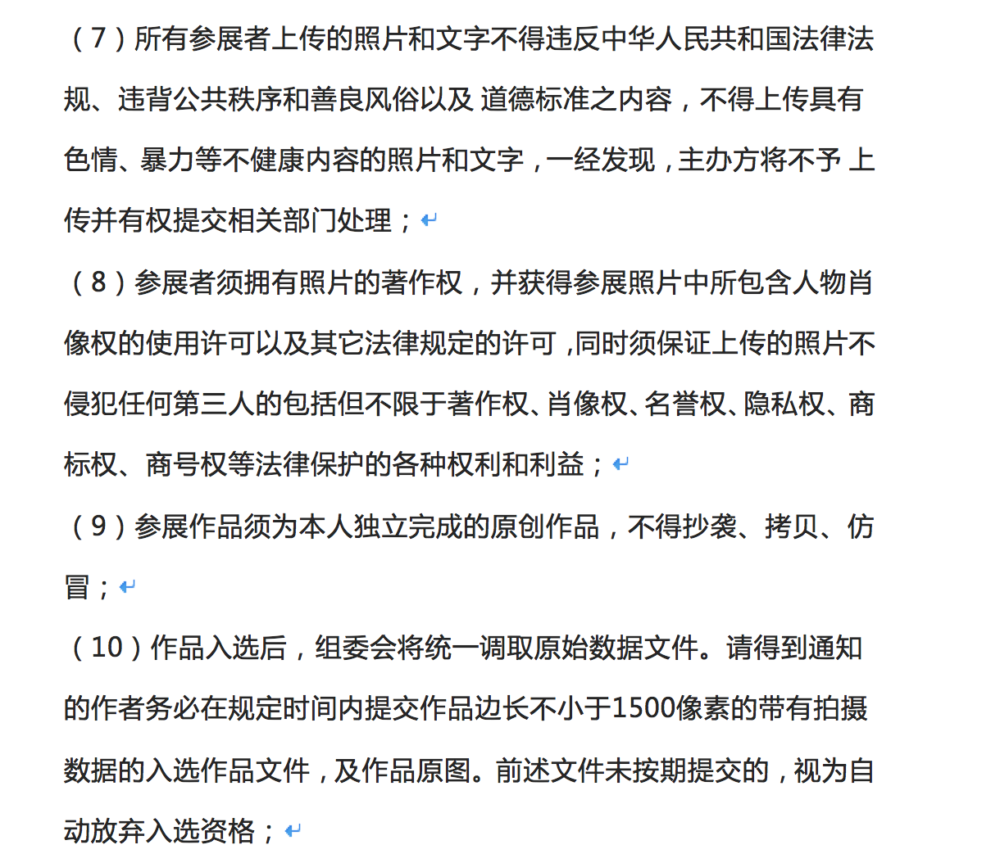 （7）所有参展者上传的照片和文字不得违反中华人民共和国法律法
规、违背公共秩序和善良风俗以及 道德标准之内容，不得上传具有
色情、暴力等不健康内容的照片和文字，一经发现，主办方将不予 上
传并有权提交相关部门处理；
（8）参展者须拥有照片的著作权，并获得参展照片中所包含人物肖
像权的使用许可以及其它法律规定的许可，同时须保证上传的照片不
侵犯任何第三人的包括但不限于著作权、肖像权、名誉权、隐私权、商
标权、商号权等法律保护的各种权利和利益；
（9）参展作品须为本人独立完成的原创作品，不得抄袭、拷贝、仿
冒；
（10）作品入选后，组委会将统一调取原始数据文件。请得到通知
的作者务必在规定时间内提交作品边长不小于1500像素的带有拍摄
数据的入选作品文件，及作品原图。前述文件未按期提交的，视为自
动放弃入选资格；